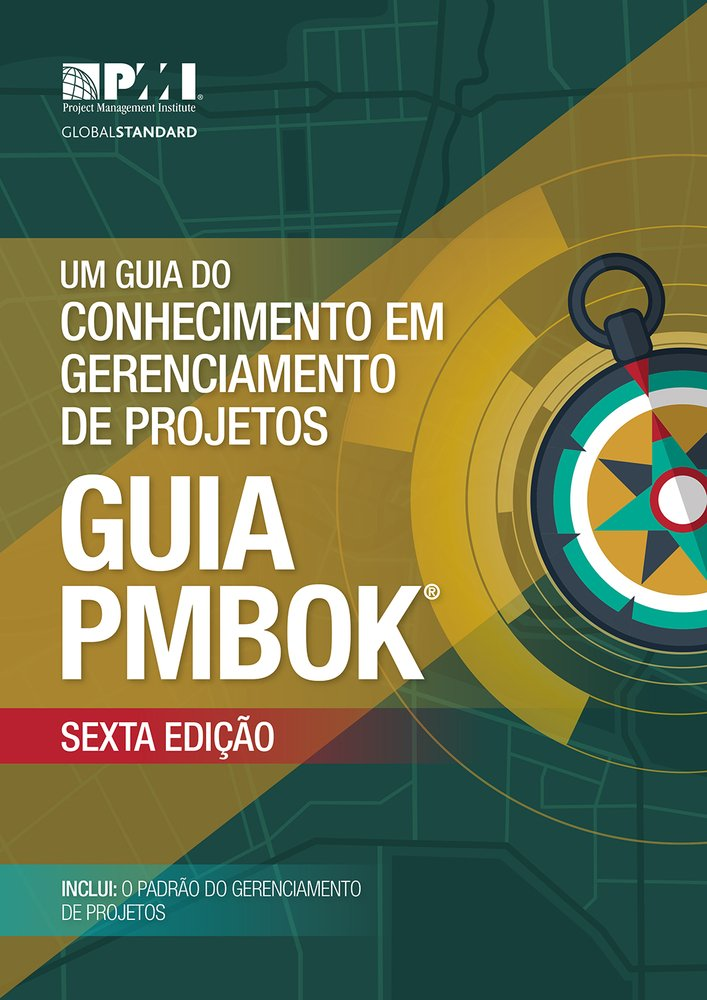 PMI®
Project Management Institute
GLOBALSTANDARD
UM GUIA DO
CONHECIMENTO EM
GERENCIAMENTO
DE PROJETOS
GUIA
PMBOK®
SEXTA EDIÇÃO
INCLUI: O PADRÃO DO GERENCIAMENTO
DE PROJETOS